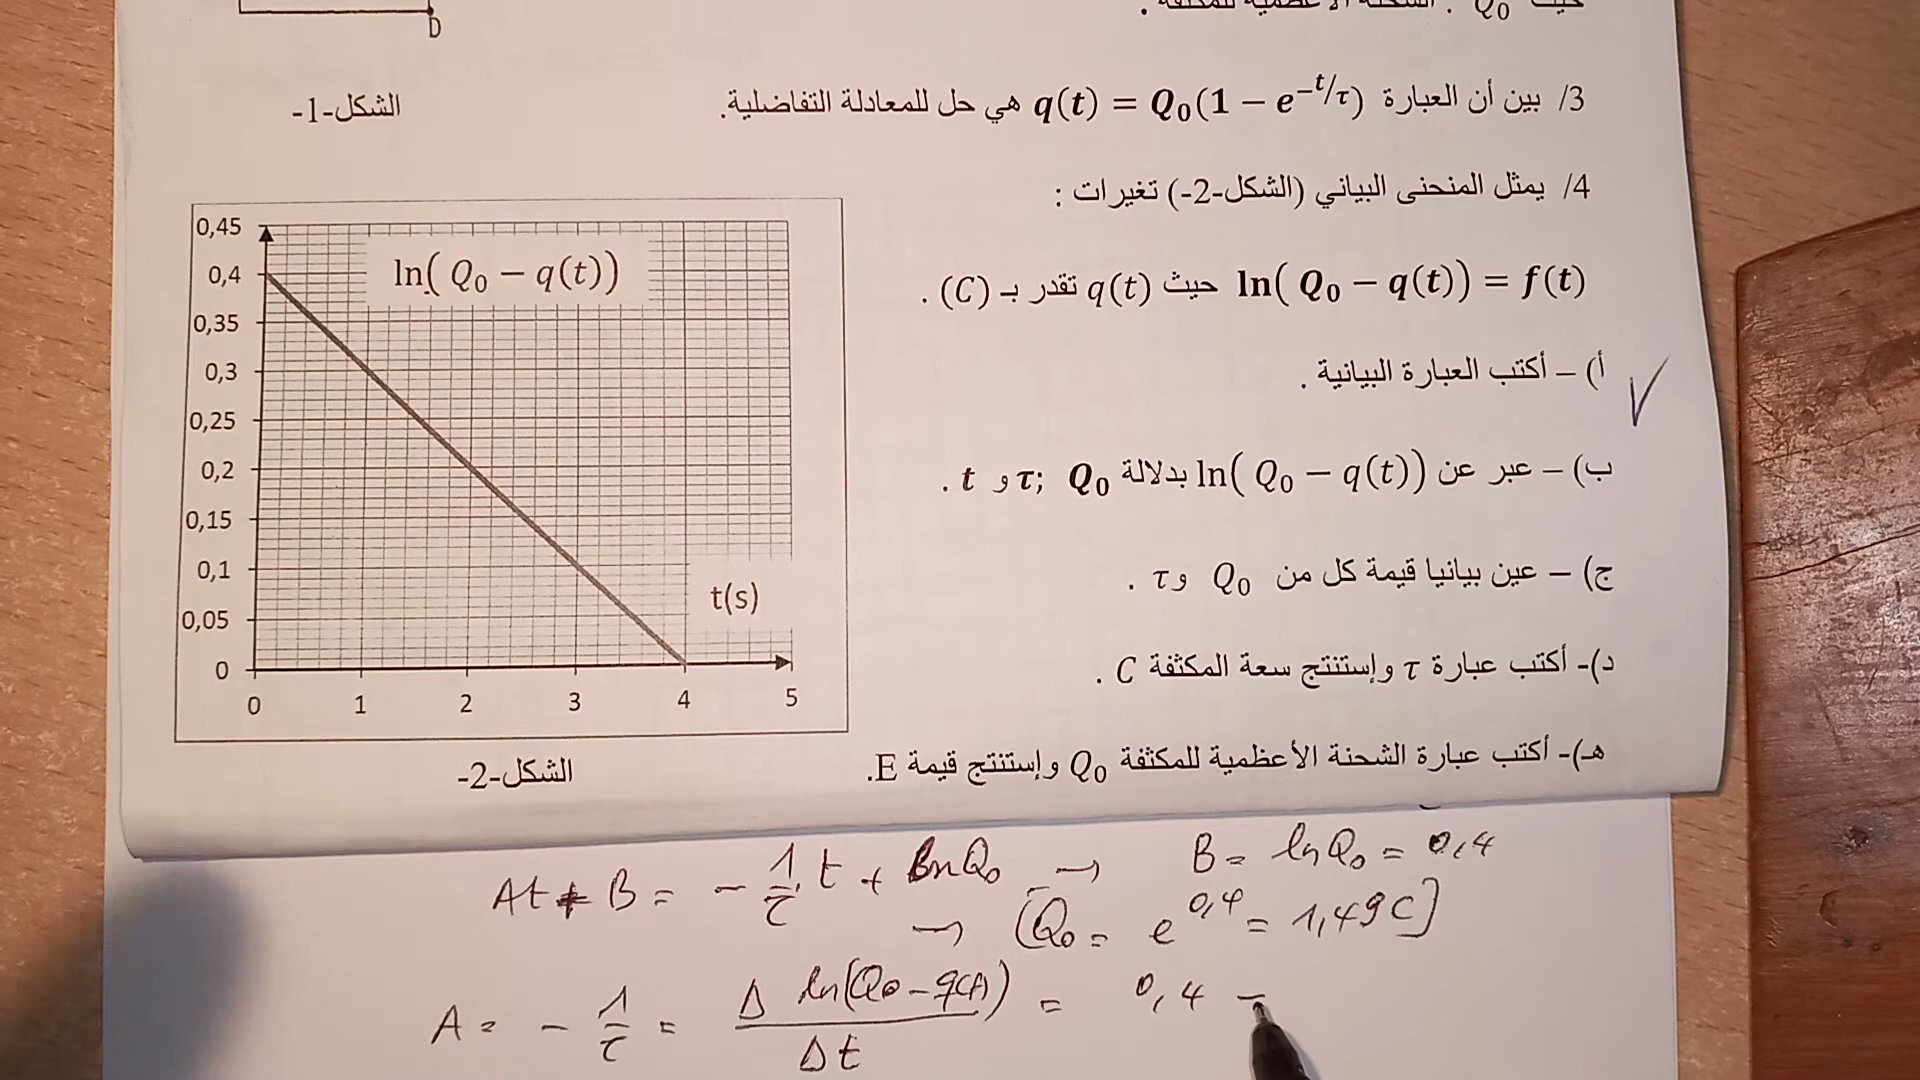 D
الشكل-1-
3/ بين أن العبارة q(t) = Q₀(1 − e^(−t/τ)) هي حل للمعادلة التفاضلية.
4/ يمثل المنحنى البياني (الشكل-2-) تغيرات :
ln( Q₀ − q(t)) = f(t) حيث q(t) تقدر بـ (C) .
أ) – أكتب العبارة البيانية .
ب) – عبر عن ln( Q₀ − q(t)) بدلالة Q₀ ;τ و t .
ج) – عين بيانيا قيمة كل من Q₀ وτ .
د)- أكتب عبارة τ وإستنتج سعة المكثفة C .
هـ)- أكتب عبارة الشحنة الأعظمية للمكثفة Q₀ وإستنتج قيمة E.
ln( Q₀ − q(t))
0,45
0,4
0,35
0,3
0,25
0,2
0,15
0,1
0,05
0
t(s)
0 1 2 3 4 5
الشكل-2-
At + B = − 1/τ t + lnQ₀ → B = lnQ₀ = 0,4
→ [Q₀ = e^0,4 = 1,49C]
A = − 1/τ = Δ ln(Q₀ − q(t)) / Δt = 0,4 −